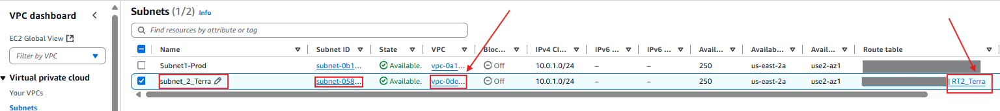 VPC dashboard
EC2 Global View
Filter by VPC
Virtual private cloud
Your VPCs
Subnets
Subnets (1/2) Info
Find resources by attribute or tag
Name Subnet ID State VPC Bloc... IPv4 CI... IPv6 ... IPv6 ... Avail... Availab... Avail... Route table
Subnet1-Prod subnet-0b1... Available. vpc-0a1... Off 10.0.1.0/24 – – 250 us-east-2a use2-az1
subnet_2_Terra subnet-058... Available. vpc-0de... Off 10.0.1.0/24 – – 250 us-east-2a use2-az1 | RT2_Terra